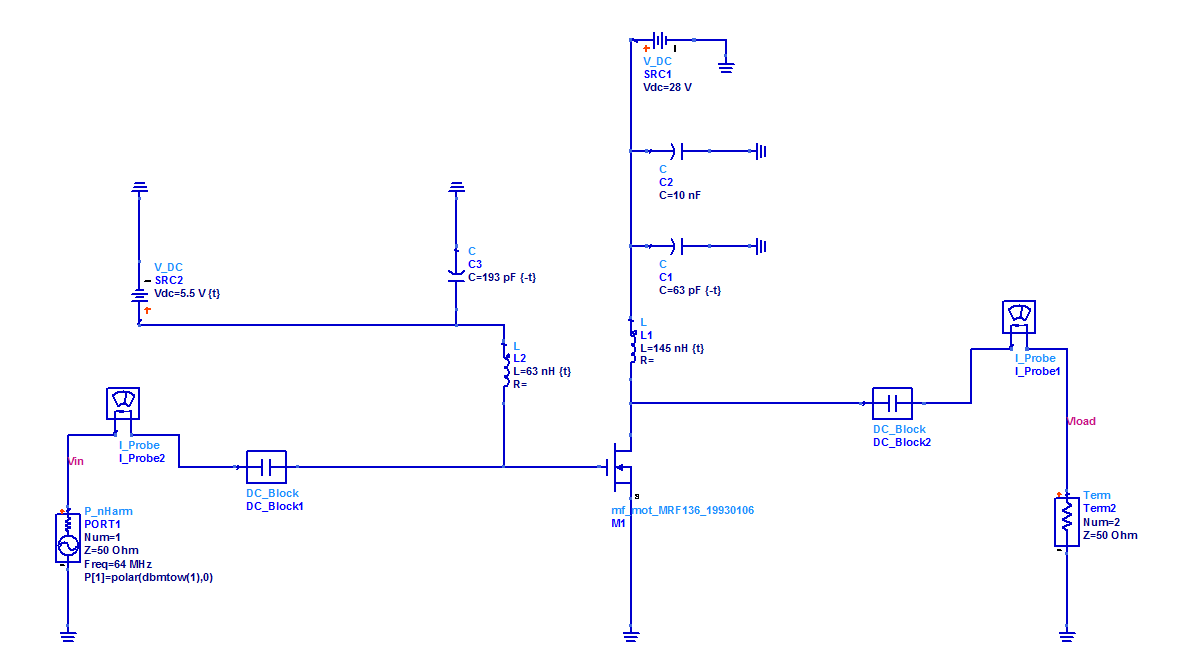 V_DC
SRC1
Vdc=28 V
C
C2
C=10 nF
C
C1
C=63 pF {-t}
V_DC
SRC2
Vdc=5.5 V {t}
C
C3
C=193 pF {-t}
L
L2
L=63 nH {t}
R=
L
L1
L=145 nH {t}
R=
I_Probe
I_Probe1
I_Probe
I_Probe2
DC_Block
DC_Block2
Vload
Vin
DC_Block
DC_Block1
mf_mot_MRF136_19930106
M1
P_nHarm
PORT1
Num=1
Z=50 Ohm
Freq=64 MHz
P[1]=polar(dbmtow(1),0)
Term
Term2
Num=2
Z=50 Ohm